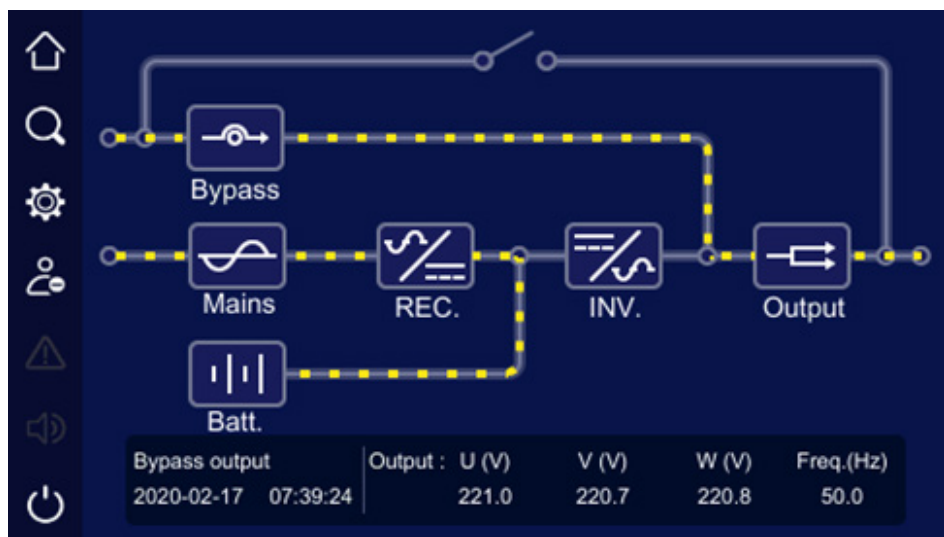 Bypass
Mains
REC.
INV.
Output
Batt.
Bypass output Output : U (V) V (V) W (V) Freq.(Hz)
2020-02-17 07:39:24 221.0 220.7 220.8 50.0